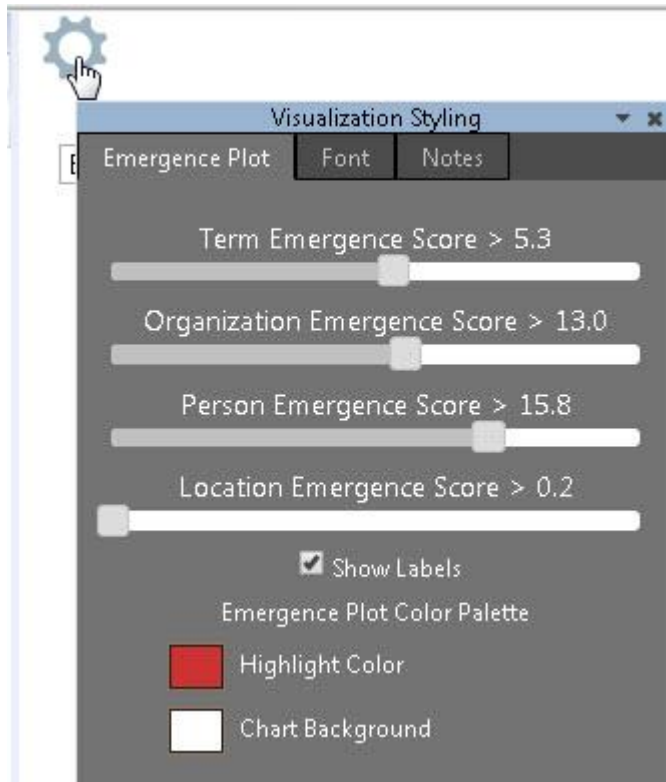 Visualization Styling
Emergence Plot Font Notes
Term Emergence Score > 5.3
Organization Emergence Score > 13.0
Person Emergence Score > 15.8
Location Emergence Score > 0.2
Show Labels
Emergence Plot Color Palette
Highlight Color
Chart Background